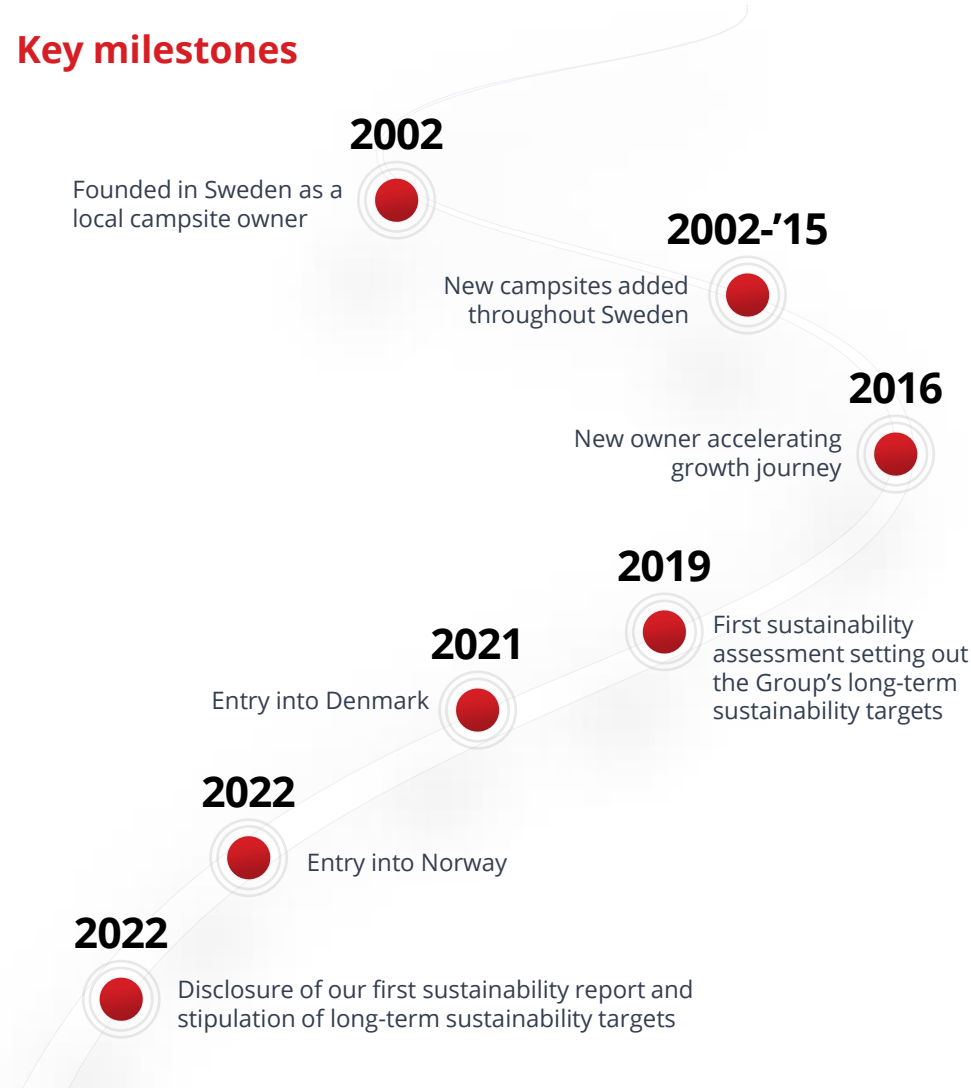 Key milestones
2002
Founded in Sweden as a
local campsite owner
2002-’15
New campsites added
throughout Sweden
2016
New owner accelerating
growth journey
2019
First sustainability
assessment setting out
the Group’s long-term
sustainability targets
2021
Entry into Denmark
2022
Entry into Norway
2022
Disclosure of our first sustainability report and
stipulation of long-term sustainability targets